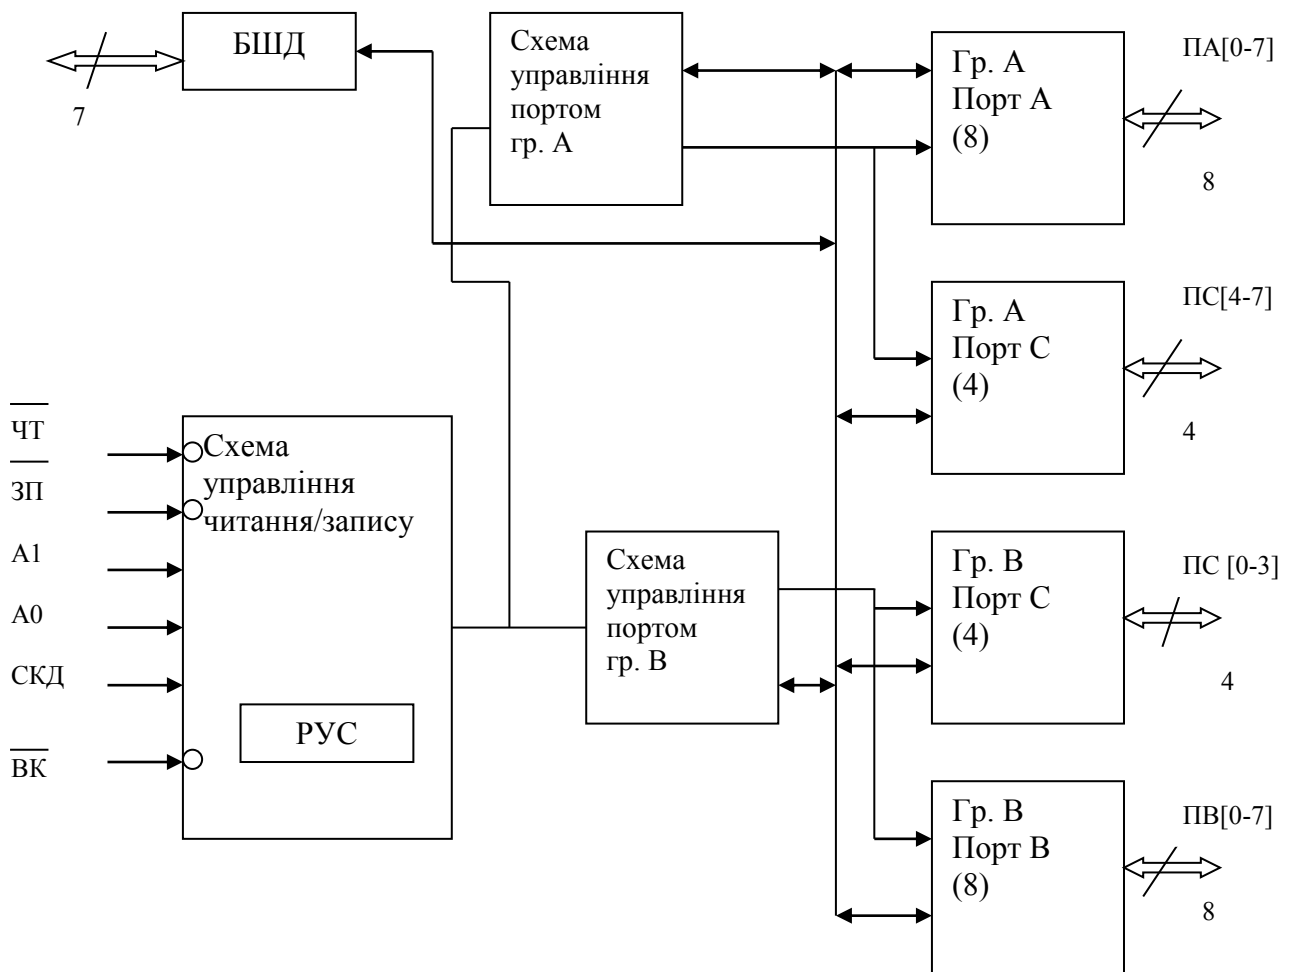 БШД
7
Схема
управління
портом
гр. А
Гр. А
Порт А
(8)
ПА[0-7]
8
Гр. А
Порт С
(4)
ПС[4-7]
4
ЧТ
ЗП
А1
А0
СКД
ВК
Схема
управління
читання/запису
РУС
Схема
управління
портом
гр. В
Гр. В
Порт С
(4)
ПС [0-3]
4
Гр. В
Порт В
(8)
ПВ[0-7]
8